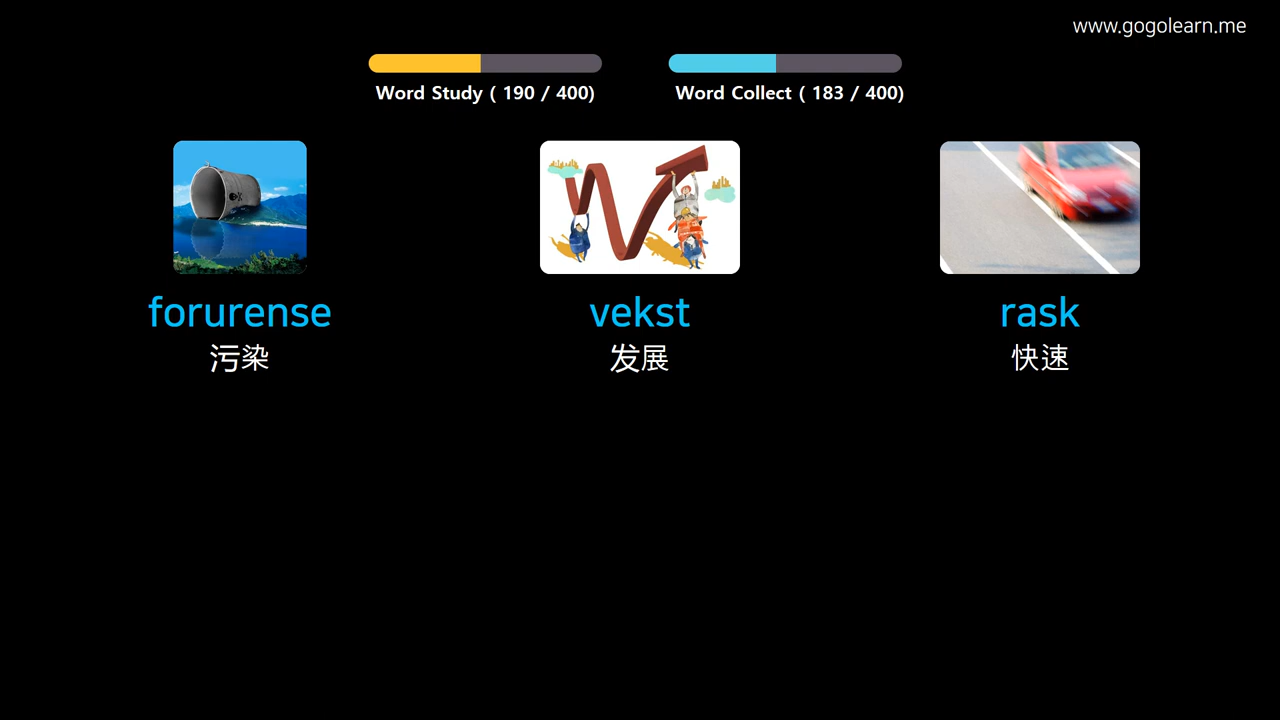 www.gogolearn.me
Word Study ( 190 / 400)
Word Collect ( 183 / 400)
forurense
污染
vekst
发展
rask
快速